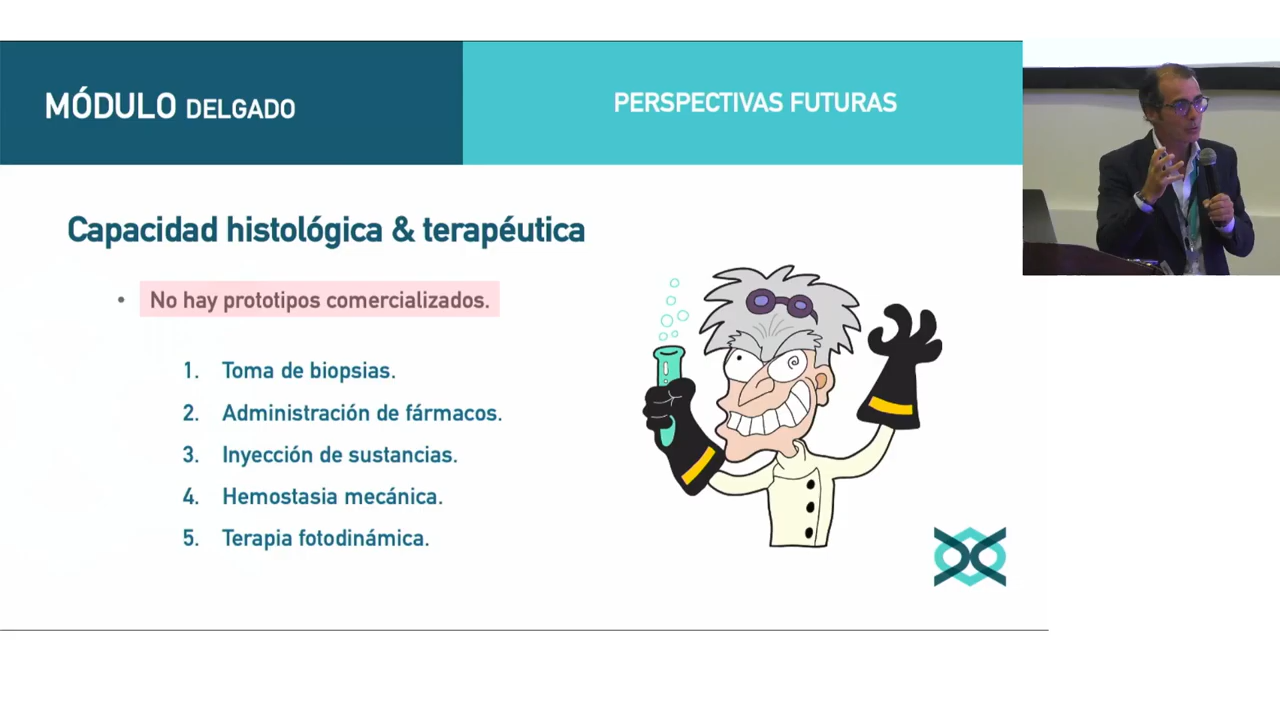 MÓDULO DELGADO
PERSPECTIVAS FUTURAS
Capacidad histológica & terapéutica
• No hay prototipos comercializados.
1. Toma de biopsias.
2. Administración de fármacos.
3. Inyección de sustancias.
4. Hemostasia mecánica.
5. Terapia fotodinámica.